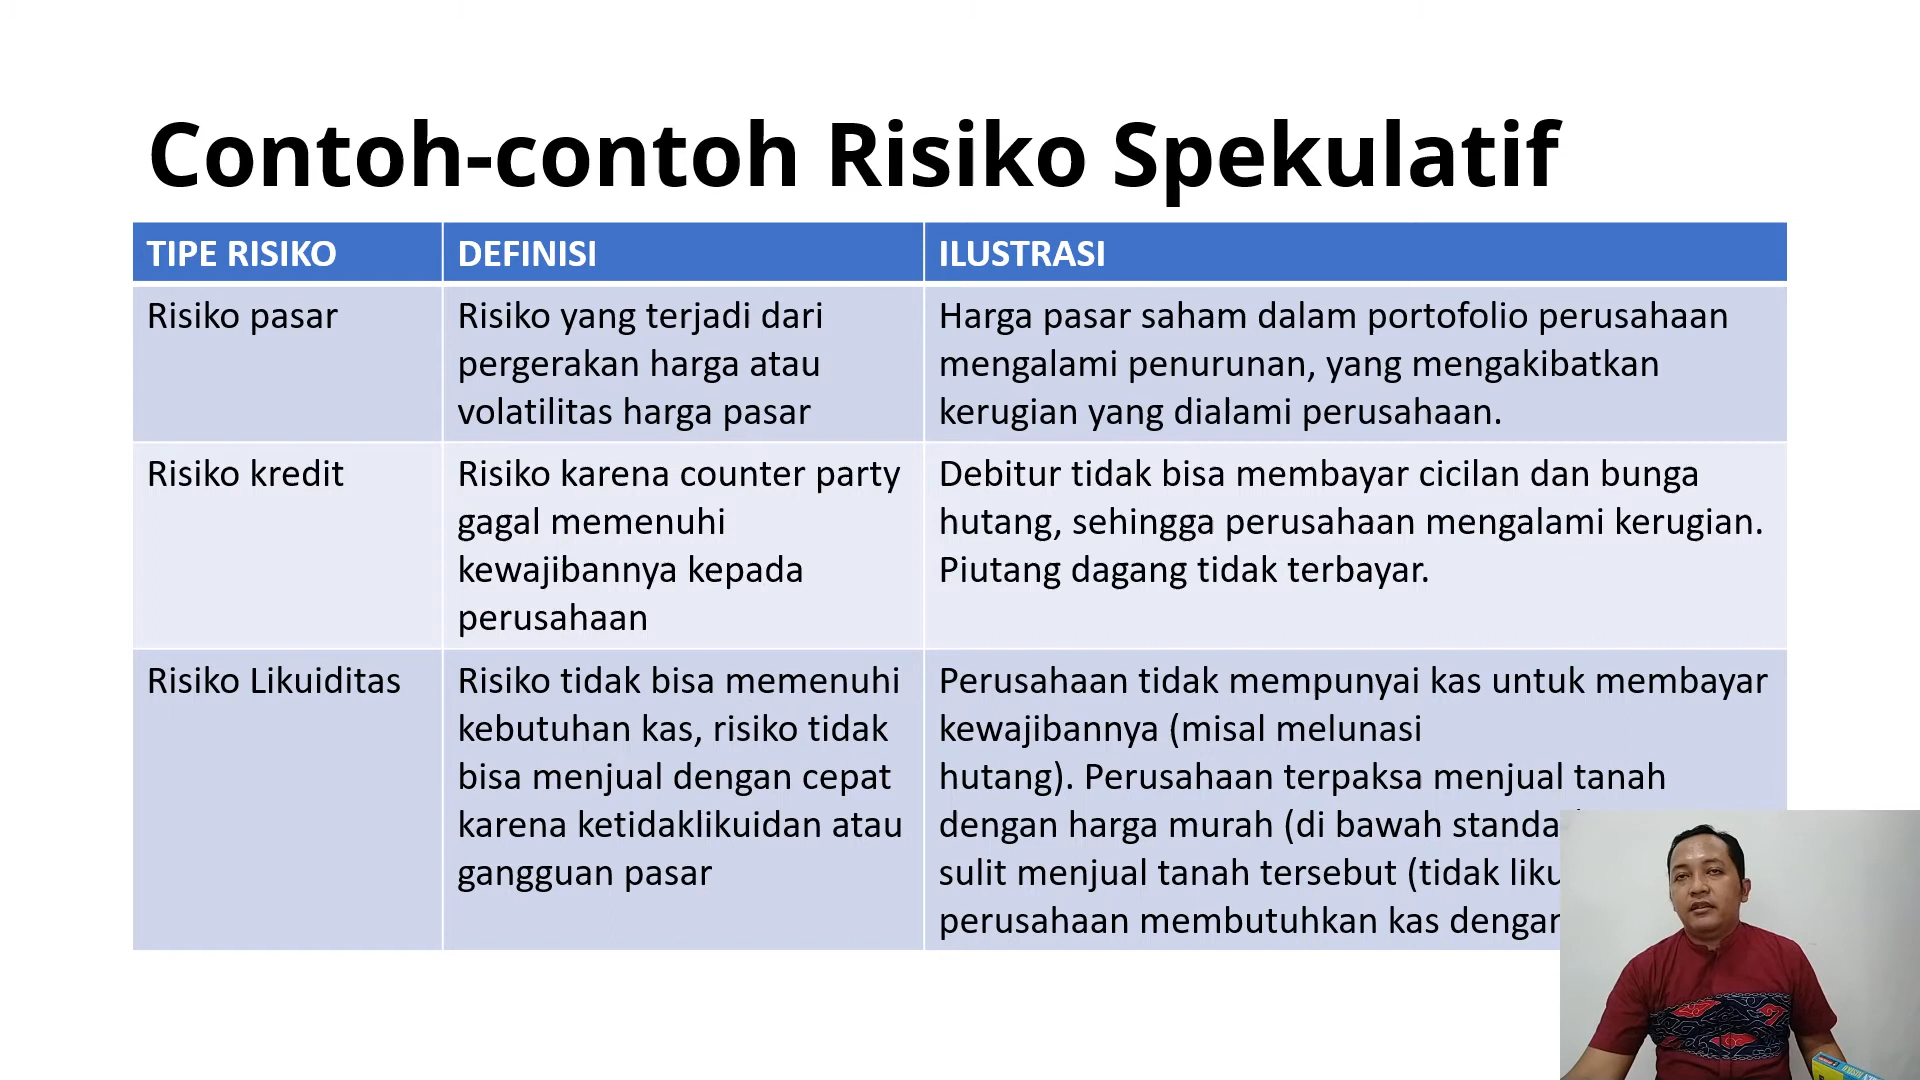 Contoh-contoh Risiko Spekulatif
TIPE RISIKO
DEFINISI
ILUSTRASI
Risiko pasar
Risiko yang terjadi dari
pergerakan harga atau
volatilitas harga pasar
Harga pasar saham dalam portofolio perusahaan
mengalami penurunan, yang mengakibatkan
kerugian yang dialami perusahaan.
Risiko kredit
Risiko karena counter party
gagal memenuhi
kewajibannya kepada
perusahaan
Debitur tidak bisa membayar cicilan dan bunga
hutang, sehingga perusahaan mengalami kerugian.
Piutang dagang tidak terbayar.
Risiko Likuiditas
Risiko tidak bisa memenuhi
kebutuhan kas, risiko tidak
bisa menjual dengan cepat
karena ketidaklikuidan atau
gangguan pasar
Perusahaan tidak mempunyai kas untuk membayar
kewajibannya (misal melunasi
hutang). Perusahaan terpaksa menjual tanah
dengan harga murah (di bawah
sulit menjual tanah tersebut (tidak
perusahaan membutuhkan kas